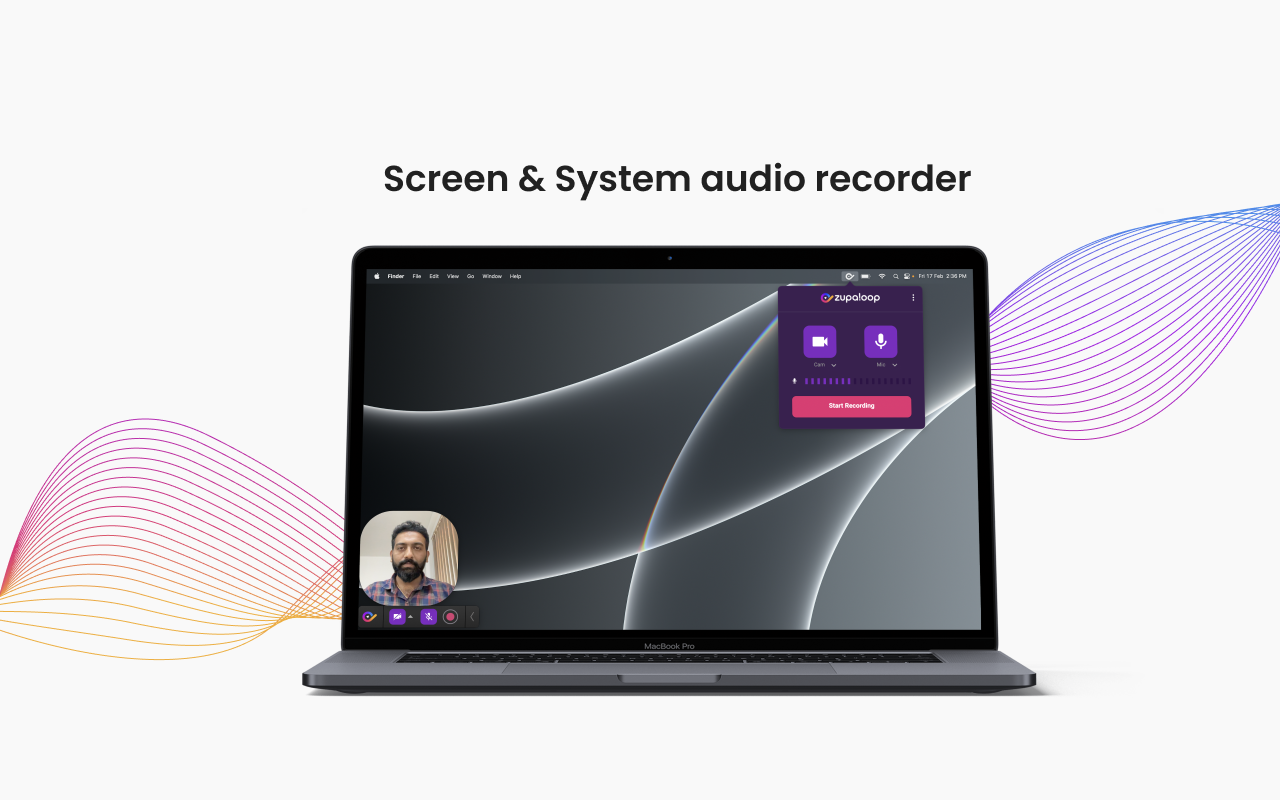 Screen & System audio recorder
Finder File Edit View Go Window Help
Fri 17 Feb 2:36 PM
zupaloop
Cam
Mic
Start Recording
MacBook Pro